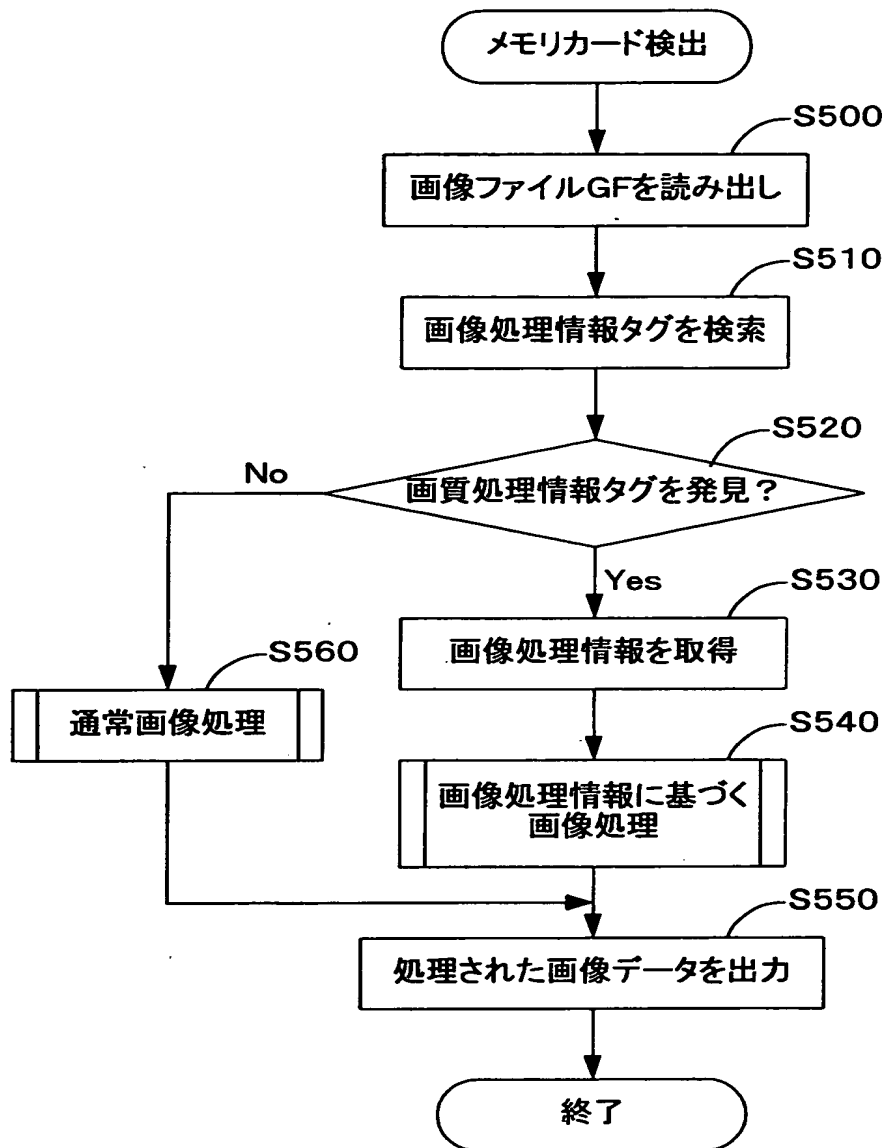 メモリカード検出
S500
画像ファイルGFを読み出し
S510
画像処理情報タグを検索
S520
画質処理情報タグを発見？
No
Yes
S530
画像処理情報を取得
S560
通常画像処理
S540
画像処理情報に基づく
画像処理
S550
処理された画像データを出力
終了